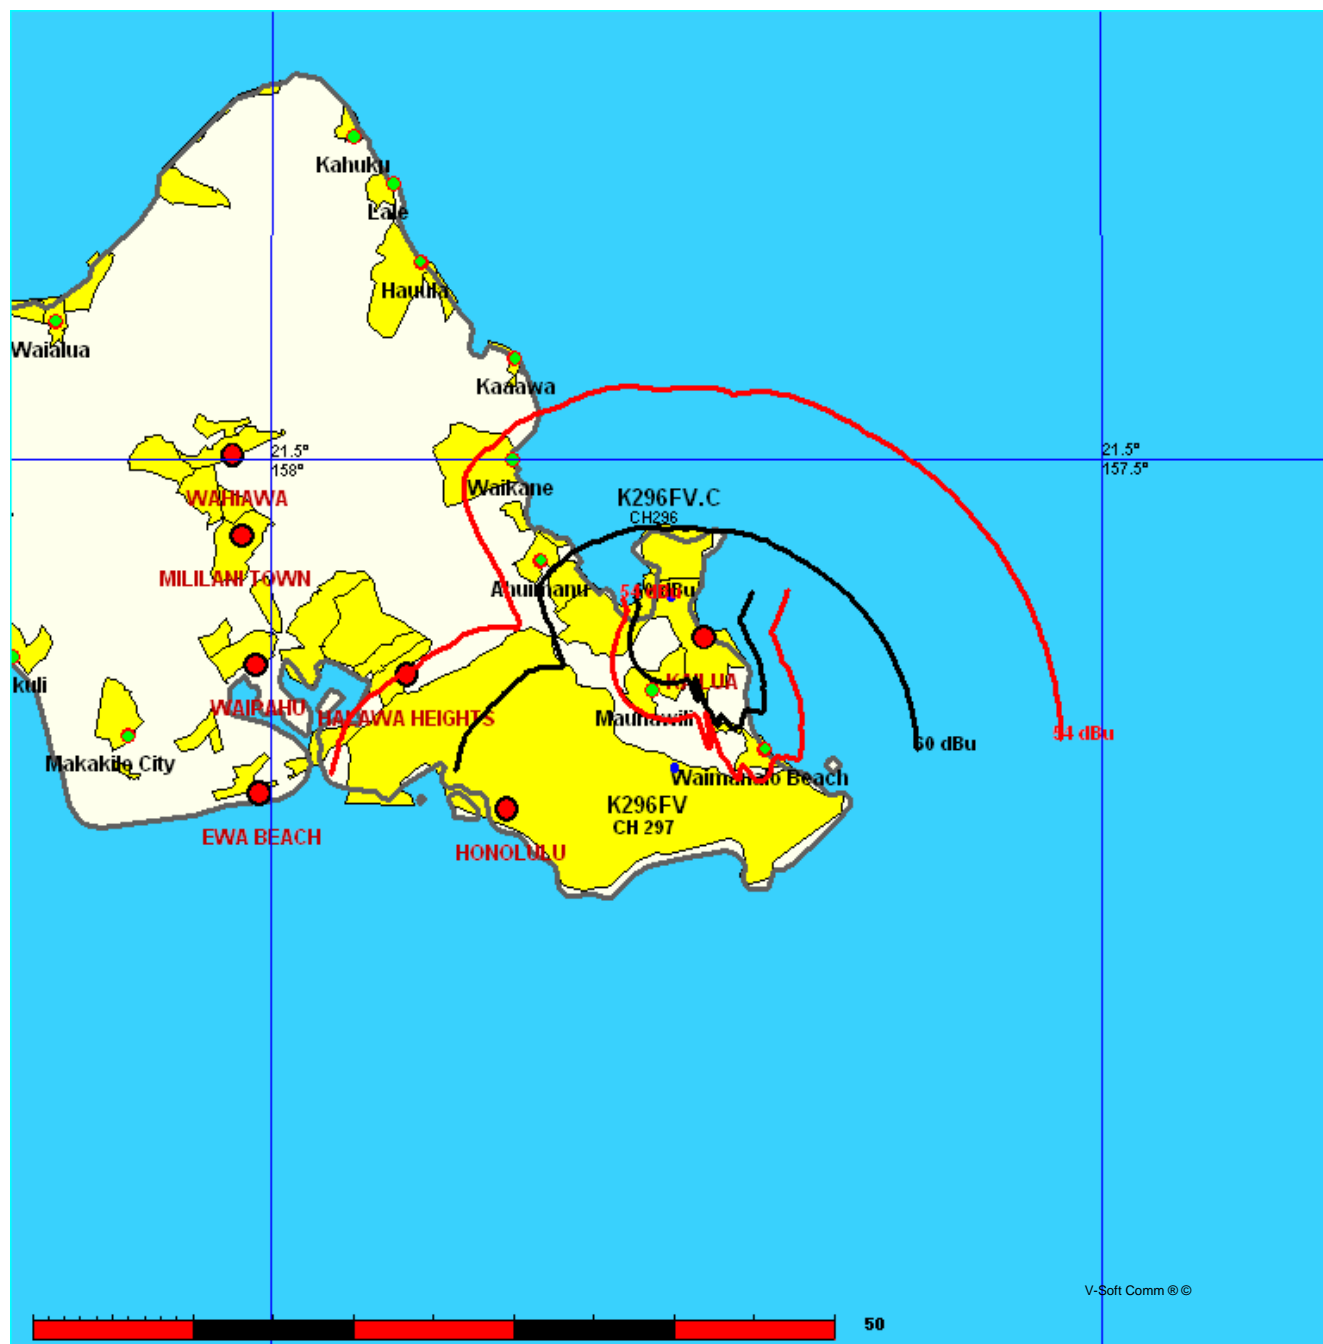 Kahuku
Laie
Hauula
Waialua
Kaaawa
21.5°
158°
21.5°
157.5°
WAHIAWA
Waikane
K296FV.C
CH296
MILILANI TOWN
Ahuimanu
54 dBu
60 dBu
kuli
KAILUA
WAIPAHU
HALAWA HEIGHTS
Maunawili
60 dBu
54 dBu
Makakilo City
Waimanalo Beach
K296FV
CH 297
EWA BEACH
HONOLULU
V-Soft Comm ® ©
50